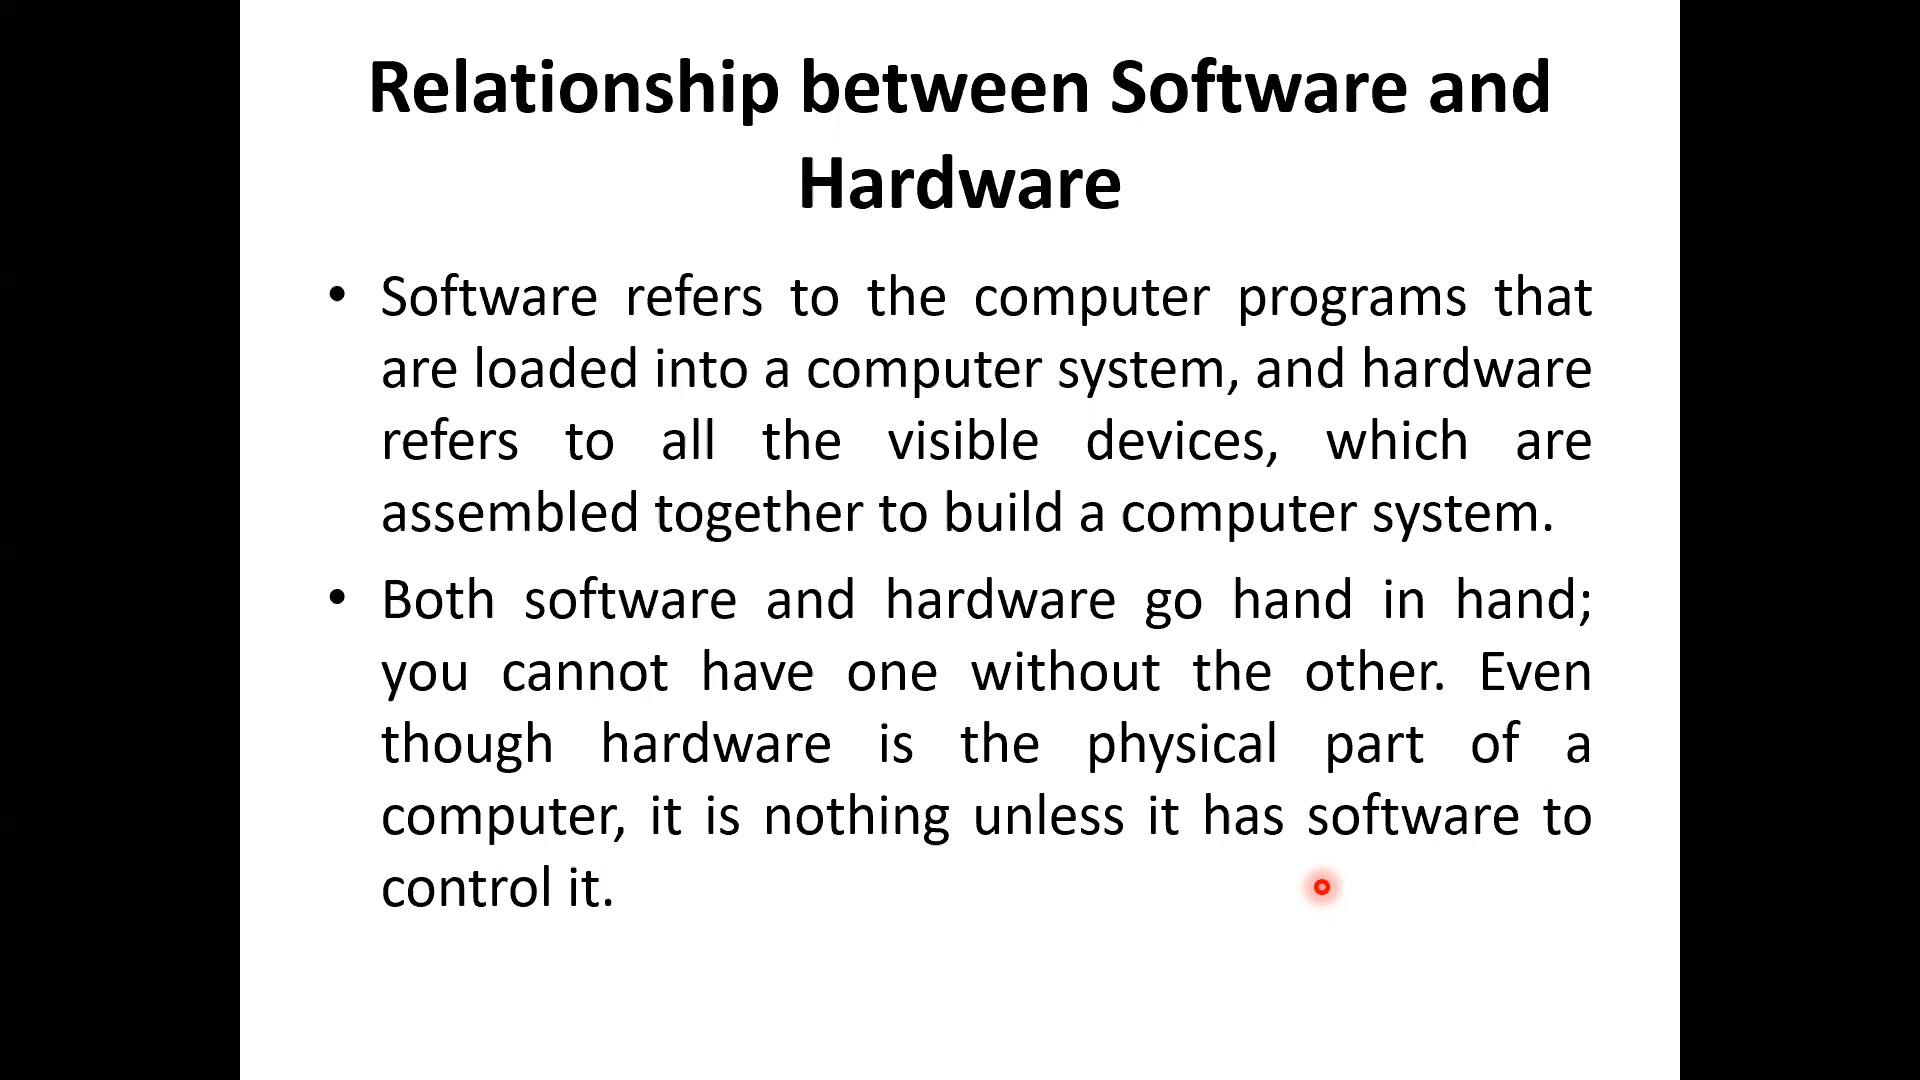 Relationship between Software and
Hardware
• Software refers to the computer programs that
are loaded into a computer system, and hardware
refers to all the visible devices, which are
assembled together to build a computer system.
• Both software and hardware go hand in hand;
you cannot have one without the other. Even
though hardware is the physical part of a
computer, it is nothing unless it has software to
control it.